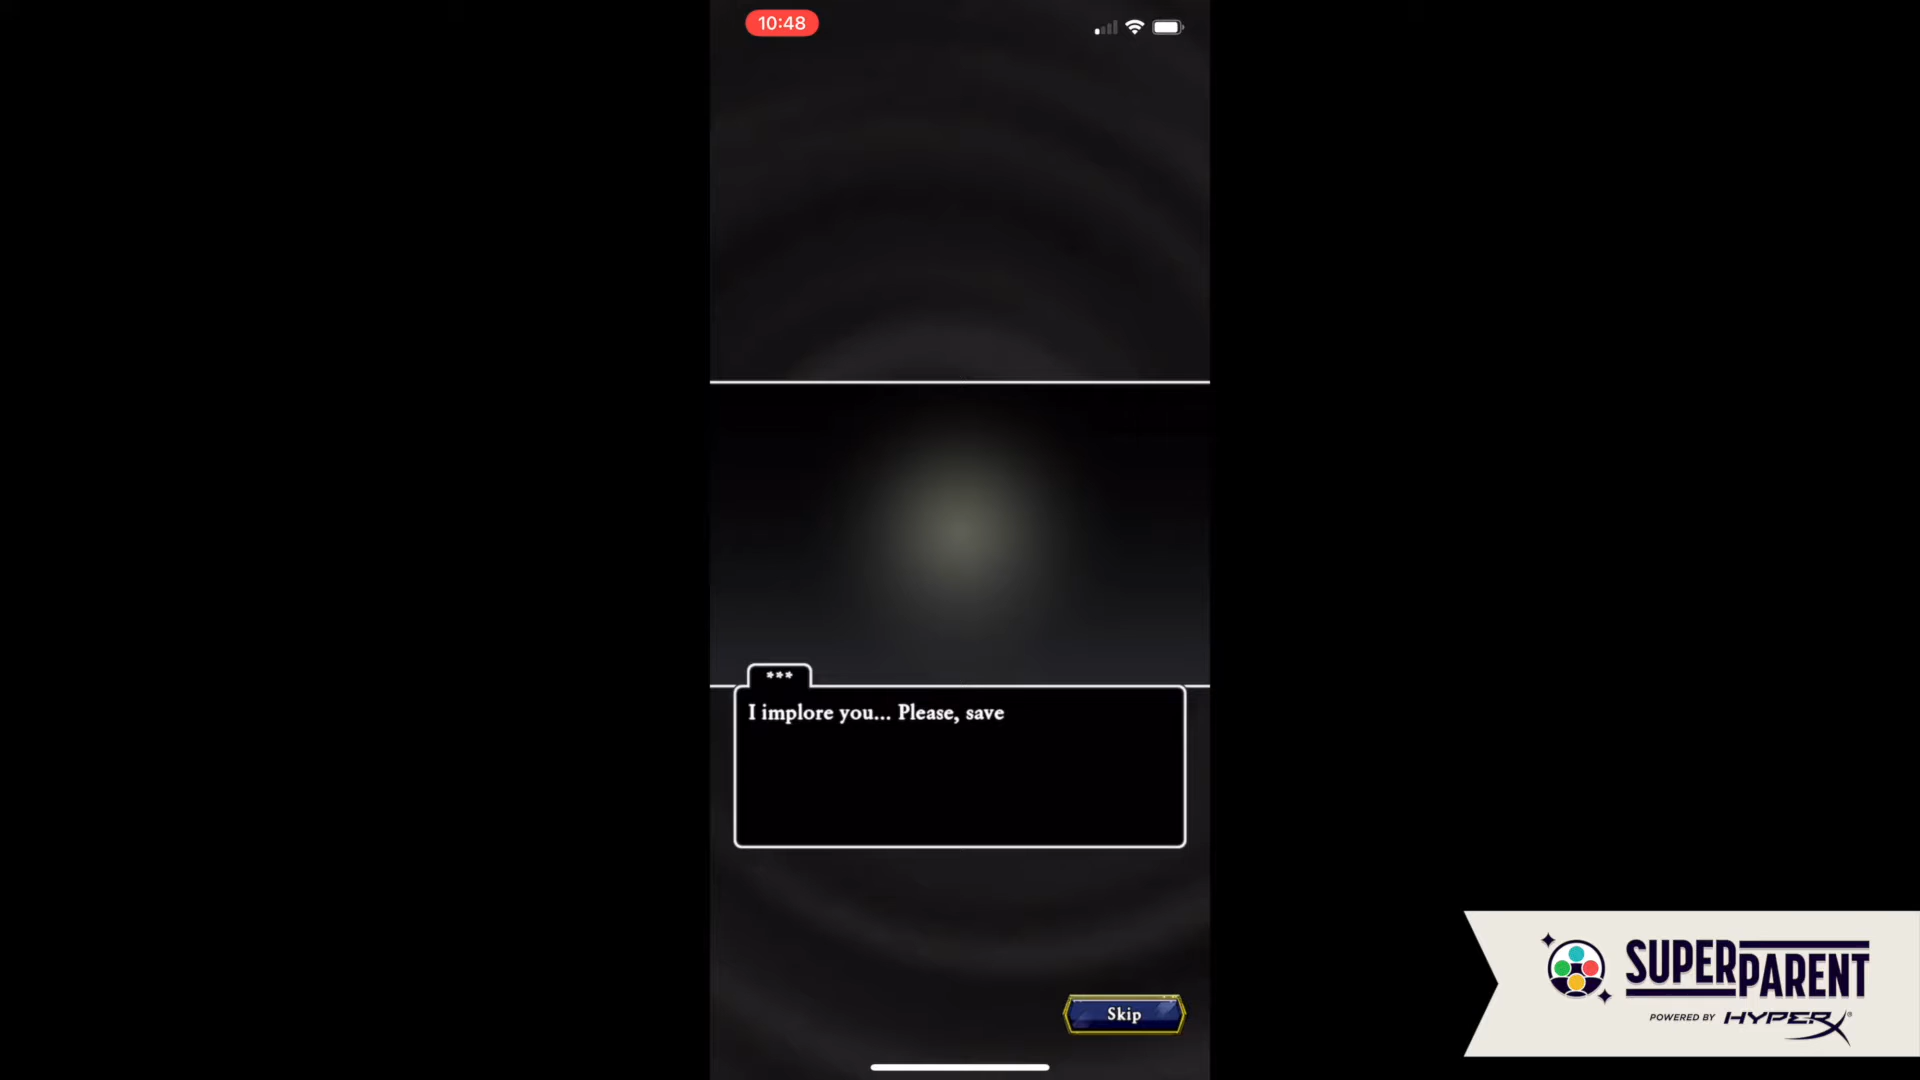 10:48
***
I implore you... Please, save
Skip
SUPERPARENT
POWERED BY HYPERX®